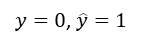 y = 0, ŷ = 1